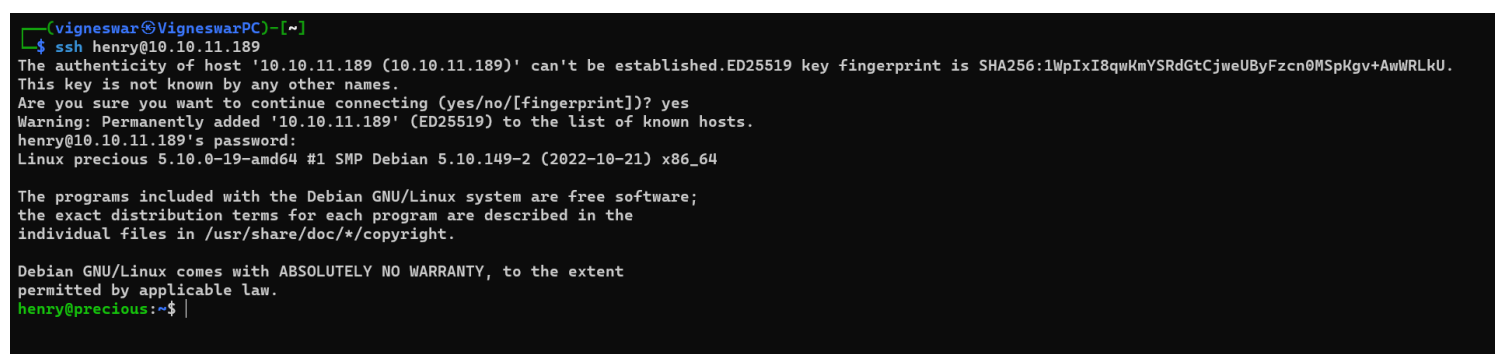 ┌──(vigneswar㉿VigneswarPC)-[~]
└─$ ssh henry@10.10.11.189
The authenticity of host '10.10.11.189 (10.10.11.189)' can't be established.ED25519 key fingerprint is SHA256:1WpIxI8qwKmYSRdGtCjweUByFzcn0MSpKgv+AwWRLkU.
This key is not known by any other names.
Are you sure you want to continue connecting (yes/no/[fingerprint])? yes
Warning: Permanently added '10.10.11.189' (ED25519) to the list of known hosts.
henry@10.10.11.189's password:
Linux precious 5.10.0-19-amd64 #1 SMP Debian 5.10.149-2 (2022-10-21) x86_64
The programs included with the Debian GNU/Linux system are free software;
the exact distribution terms for each program are described in the
individual files in /usr/share/doc/*/copyright.
Debian GNU/Linux comes with ABSOLUTELY NO WARRANTY, to the extent
permitted by applicable law.
henry@precious:~$